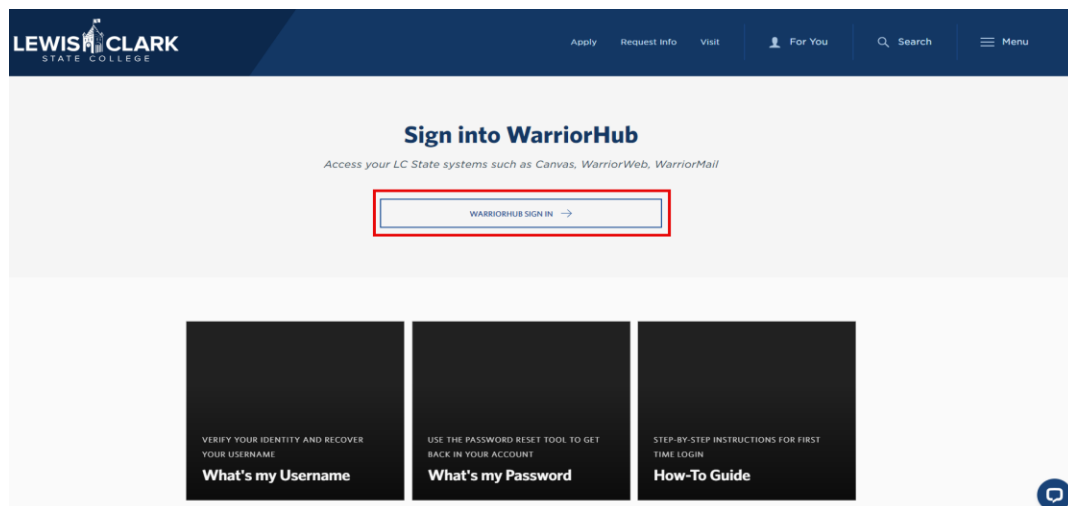 LEWIS CLARK
STATE COLLEGE
Apply Request Info Visit For You Search Menu
Sign into WarriorHub
Access your LC State systems such as Canvas, WarriorWeb, WarriorMail
WARRIORHUB SIGN IN →
VERIFY YOUR IDENTITY AND RECOVER
YOUR USERNAME
What's my Username
USE THE PASSWORD RESET TOOL TO GET
BACK IN YOUR ACCOUNT
What's my Password
STEP-BY-STEP INSTRUCTIONS FOR FIRST
TIME LOGIN
How-To Guide